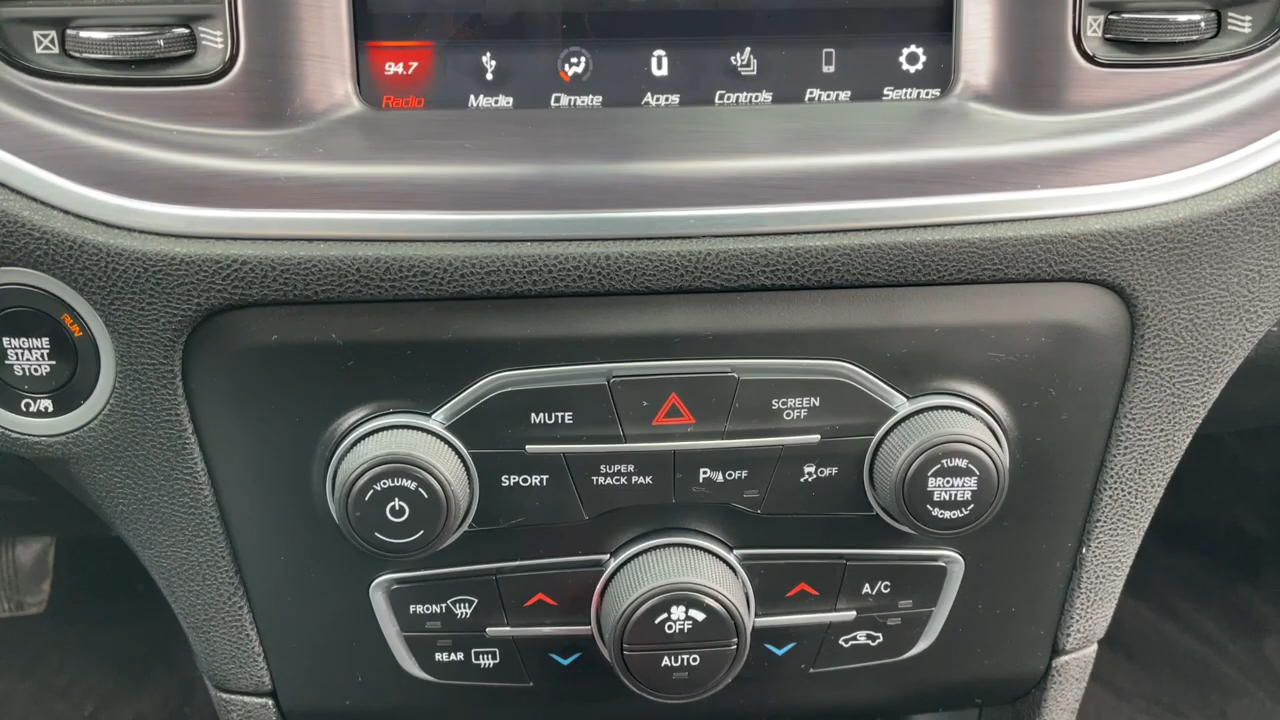 94.7
Radio
Media
Climate
Apps
Controls
Phone
Settings
RUN
ENGINE
START
STOP
MUTE
SCREEN
OFF
VOLUME
SPORT
SUPER
TRACK PAK
P OFF
OFF
TUNE
BROWSE
ENTER
SCROLL
FRONT
A/C
OFF
REAR
AUTO